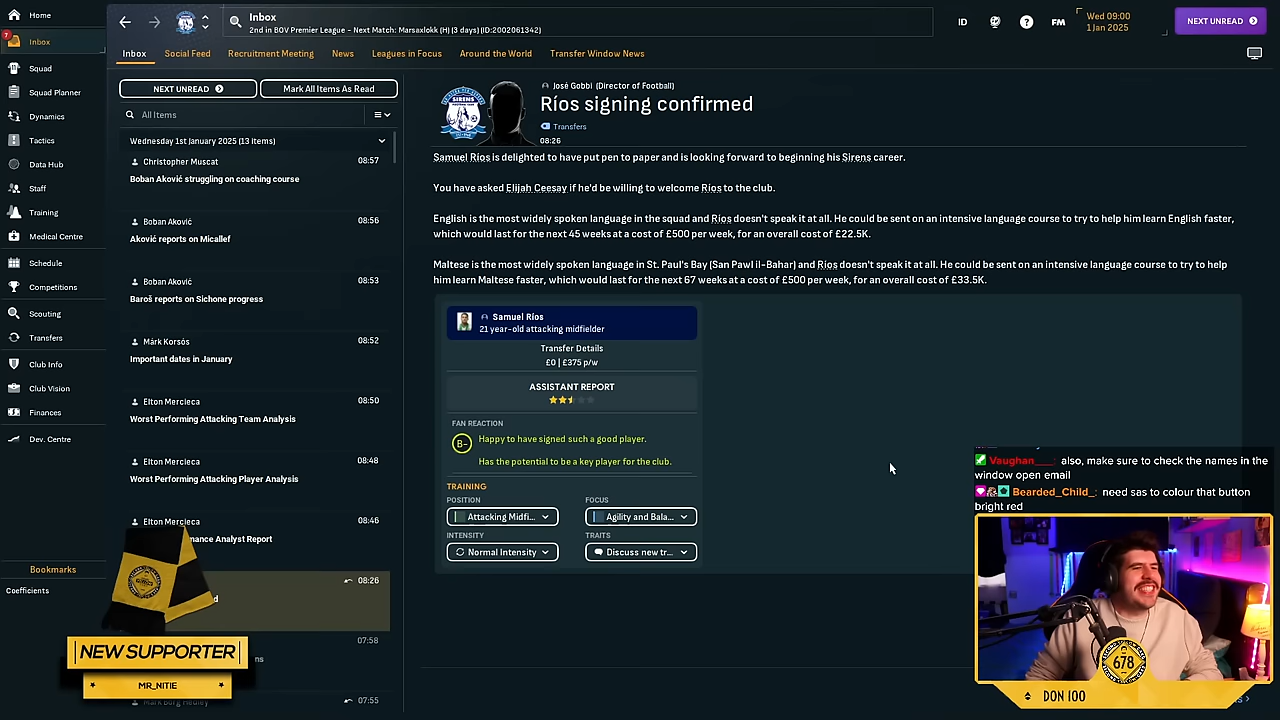 Home
7
Inbox
Squad
Squad Planner
Dynamics
Tactics
Data Hub
Staff
Training
Medical Centre
Schedule
Competitions
Scouting
Transfers
Club Info
Club Vision
Finances
Dev. Centre
Bookmarks
Coefficients
Inbox
2nd in BOV Premier League - Next Match: Marsaxlokk (H) (3 days) (ID:2002061342)
ID
?
FM
Wed 09:00
1 Jan 2025
NEXT UNREAD
Inbox
Social Feed
Recruitment Meeting
News
Leagues in Focus
Around the World
Transfer Window News
NEXT UNREAD
Mark All Items As Read
All Items
Wednesday 1st January 2025 (13 Items)
Christopher Muscat 08:57
Boban Aković struggling on coaching course
Boban Aković 08:56
Aković reports on Micallef
Boban Aković 08:53
Baroš reports on Sichone progress
Márk Korsós 08:52
Important dates in January
Elton Mercieca 08:50
Worst Performing Attacking Team Analysis
Elton Mercieca 08:48
Worst Performing Attacking Player Analysis
Elton Mercieca 08:46
mance Analyst Report
08:26
d
07:58
ns
Mark Borg Hedley 07:55
SIRENS
José Gobbi (Director of Football)
Ríos signing confirmed
Transfers
08:26
Samuel Ríos is delighted to have put pen to paper and is looking forward to beginning his Sirens career.
You have asked Elijah Ceesay if he'd be willing to welcome Ríos to the club.
English is the most widely spoken language in the squad and Ríos doesn't speak it at all. He could be sent on an intensive language course to try to help him learn English faster,
which would last for the next 45 weeks at a cost of £500 per week, for an overall cost of £22.5K.
Maltese is the most widely spoken language in St. Paul's Bay (San Pawl il-Baħar) and Ríos doesn't speak it at all. He could be sent on an intensive language course to try to help
him learn Maltese faster, which would last for the next 67 weeks at a cost of £500 per week, for an overall cost of £33.5K.
Samuel Ríos
21 year-old attacking midfielder
Transfer Details
£0 | £375 p/w
ASSISTANT REPORT
FAN REACTION
B-
Happy to have signed such a good player.
Has the potential to be a key player for the club.
TRAINING
POSITION
FOCUS
Attacking Midfi...
Agility and Bala...
INTENSITY
TRAITS
Normal Intensity
Discuss new tr...
Vaughan___: also, make sure to check the names in the
window open email
Bearded_Child_: need sas to colour that button
bright red
678
DON 100
NEW SUPPORTER
MR_NITIE